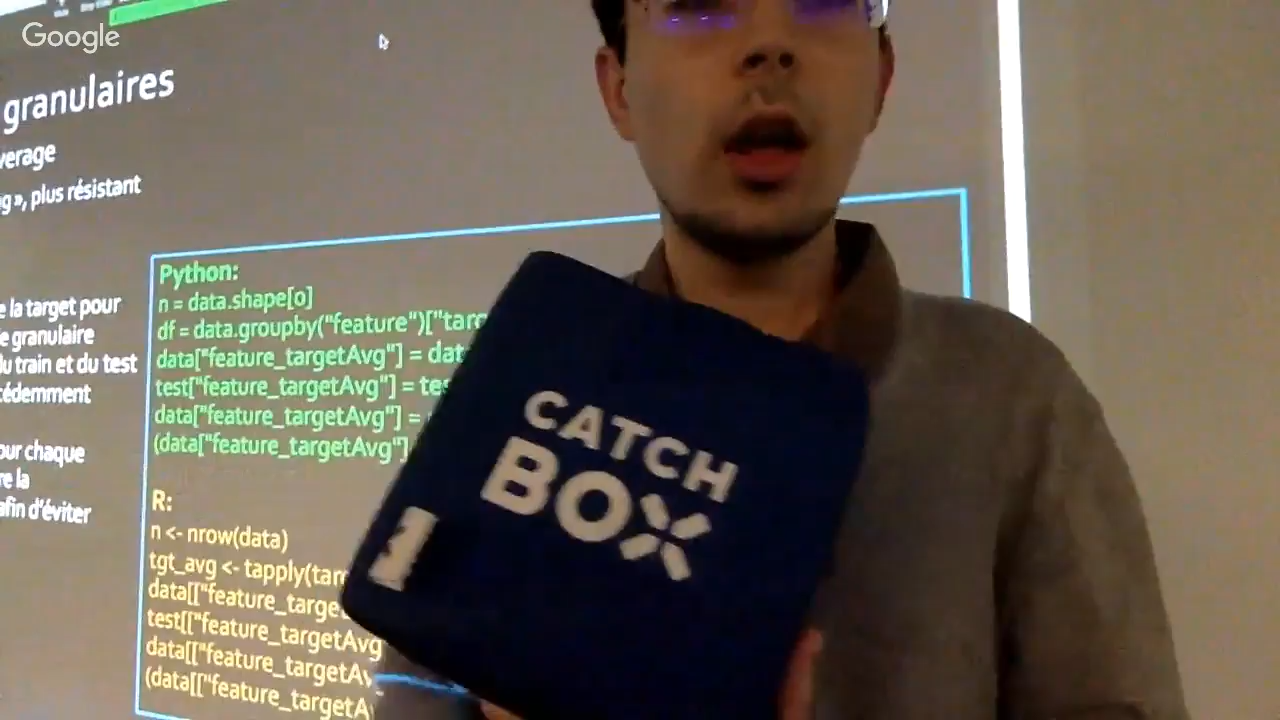 Google
granulaires
verage
g », plus résistant
e la target pour
e granulaire
du train et du test
cédemment
our chaque
re la
afin d'éviter
Python:
n = data.shape[0]
df = data.groupby("feature")["targ
data["feature_targetAvg"] = dat
test["feature_targetAvg"] = tes
data["feature_targetAvg"] =
(data["feature_targetAvg"]
R:
n <- nrow(data)
tgt_avg <- tapply(tar
data[["feature_targe
test[["feature_targetAvg
data[["feature_targetAv
(data[["feature_targetA
CATCH
BOX